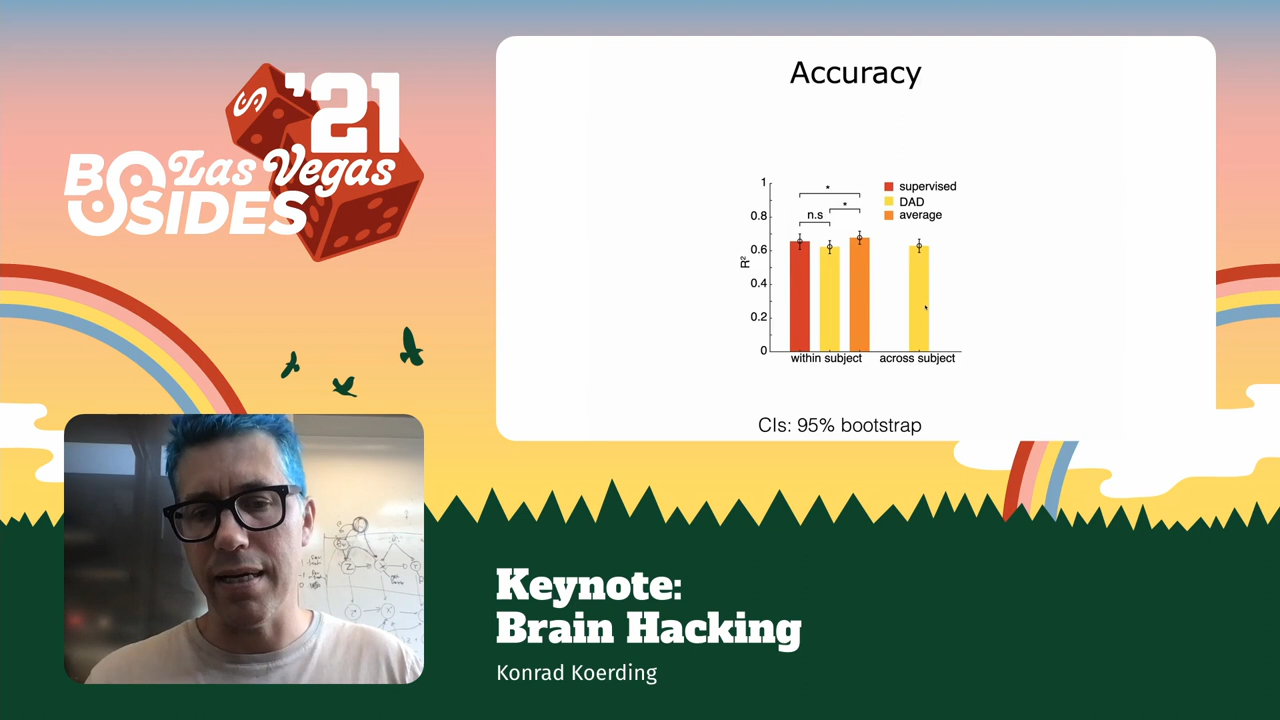 '21
BSIDES
Las Vegas
Accuracy
1
0.8
0.6
0.4
0.2
0
R²
*
*
n.s
supervised
DAD
average
within subject
across subject
CIs: 95% bootstrap
Keynote:
Brain Hacking
Konrad Koerding